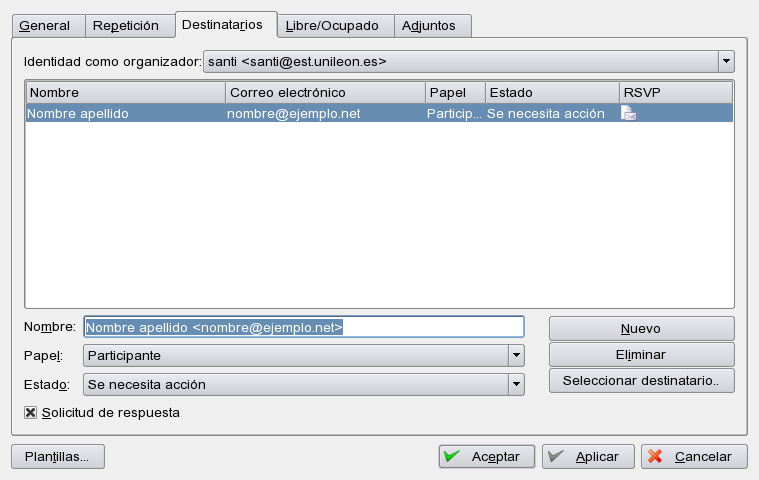 General Repetición Destinatarios Libre/Ocupado Adjuntos
Identidad como organizador: santi <santi@est.unileon.es>
Nombre Correo electrónico Papel Estado RSVP
Nombre apellido nombre@ejemplo.net Particip... Se necesita acción
Nombre: Nombre apellido <nombre@ejemplo.net> Nuevo
Papel: Participante Eliminar
Estado: Se necesita acción Seleccionar destinatario..
Solicitud de respuesta
Plantillas... Aceptar Aplicar Cancelar